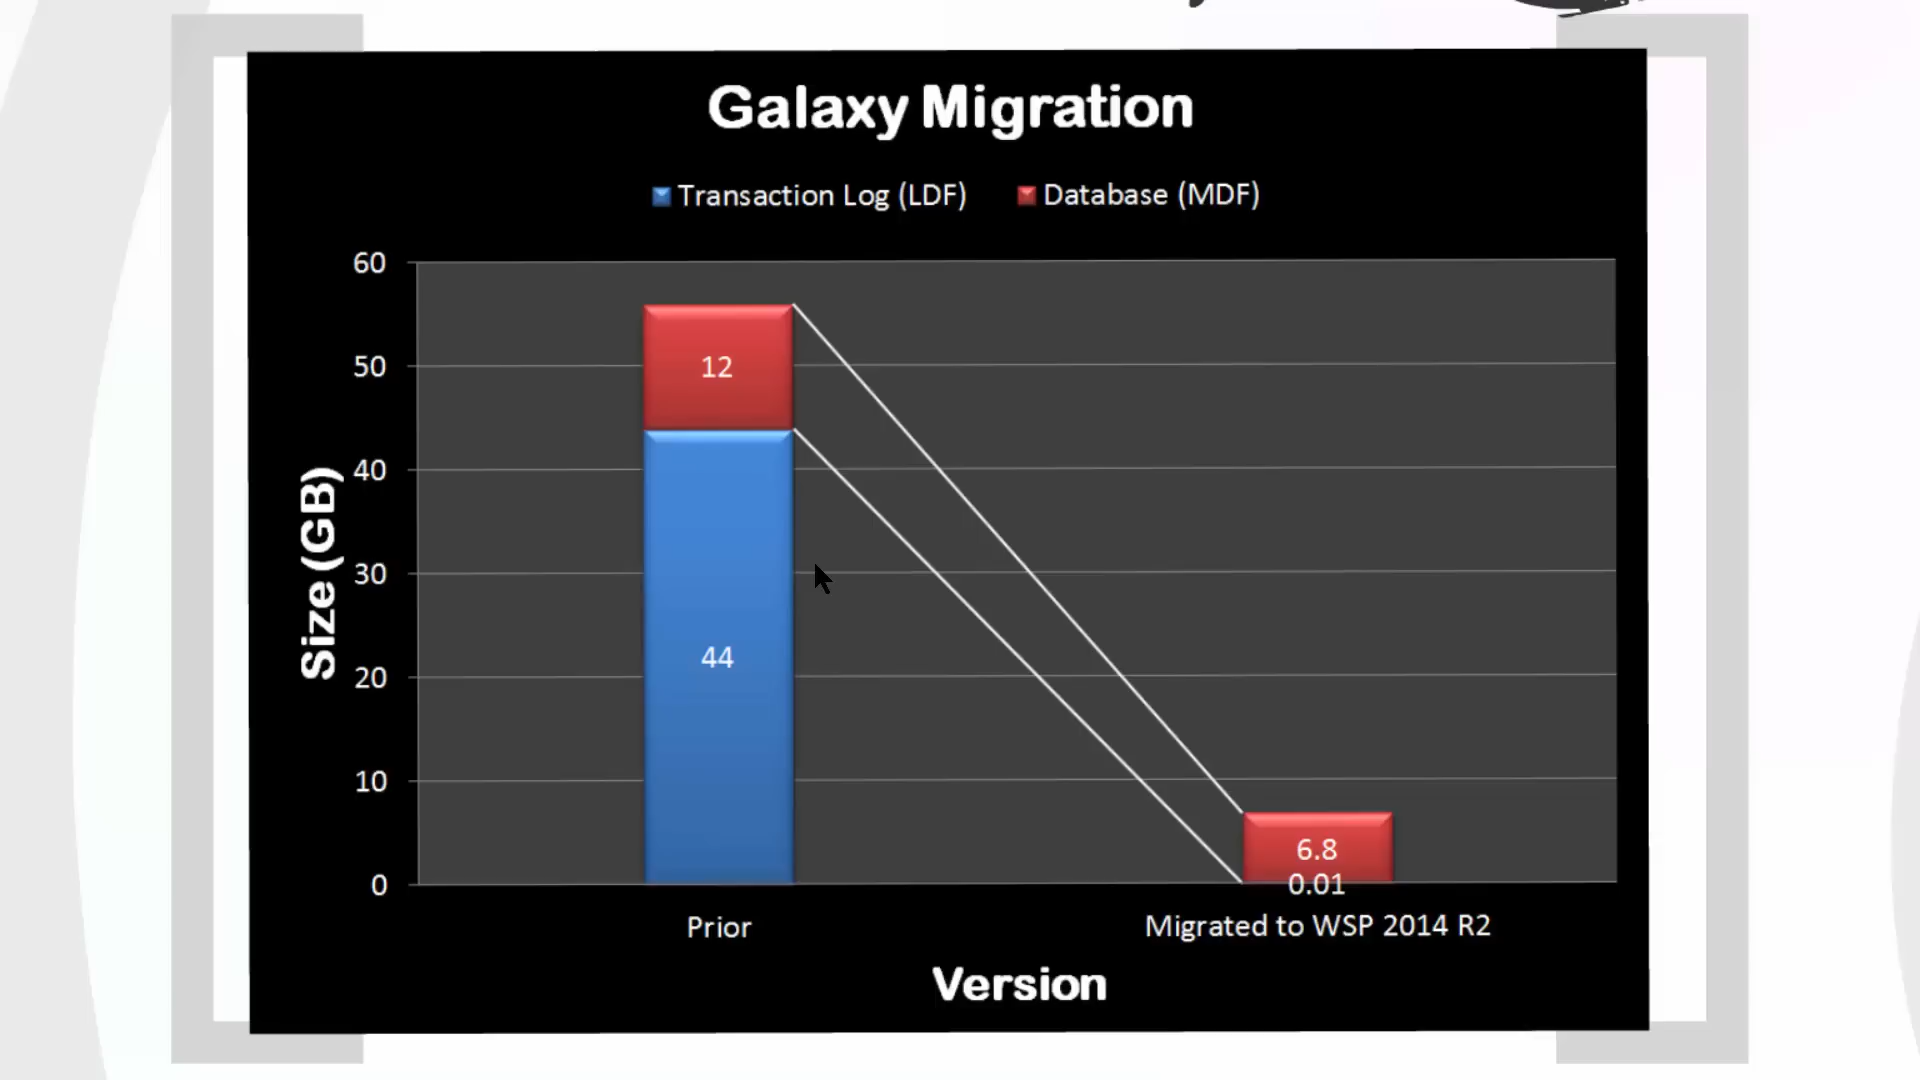 Galaxy Migration
Transaction Log (LDF) Database (MDF)
60
50
40
30
20
10
0
Size (GB)
12
44
6.8
0.01
Prior
Migrated to WSP 2014 R2
Version